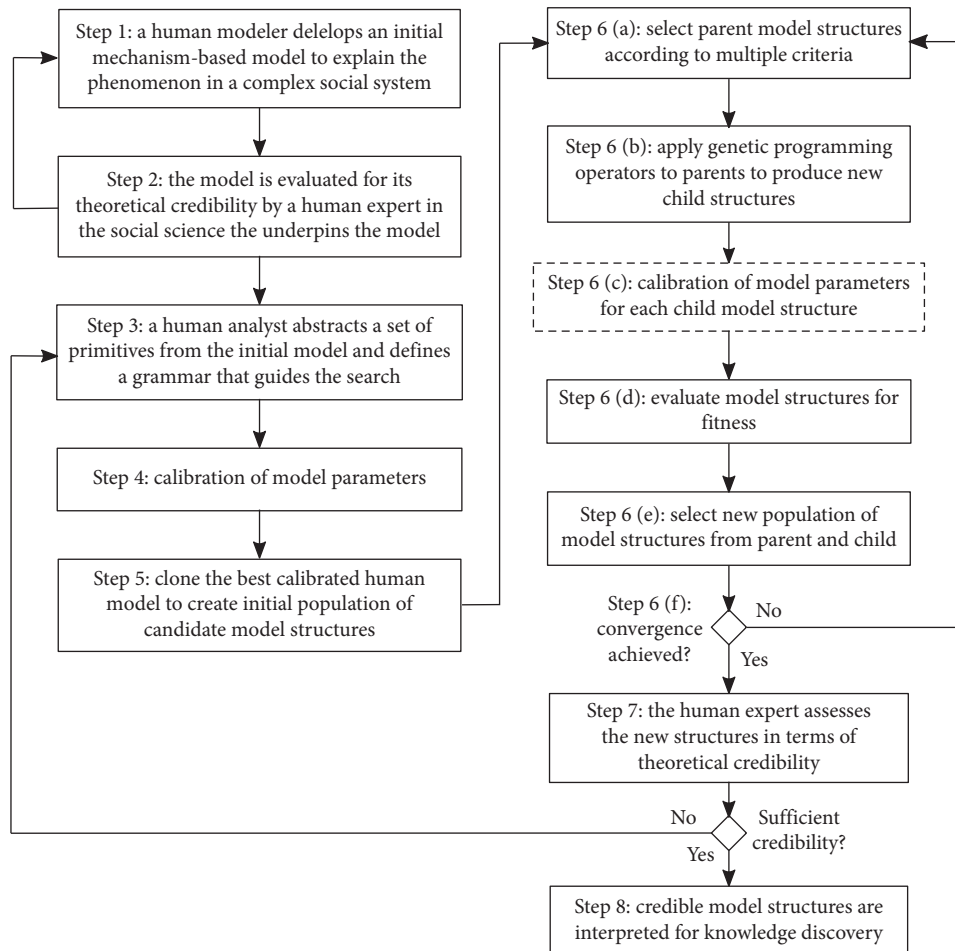 Step 1: a human modeler delelops an initial
mechanism-based model to explain the
phenomenon in a complex social system
Step 2: the model is evaluated for its
theoretical credibility by a human expert in
the social science the underpins the model
Step 3: a human analyst abstracts a set of
primitives from the initial model and defines
a grammar that guides the search
Step 4: calibration of model parameters
Step 5: clone the best calibrated human
model to create initial population of
candidate model structures
Step 6 (a): select parent model structures
according to multiple criteria
Step 6 (b): apply genetic programming
operators to parents to produce new
child structures
Step 6 (c): calibration of model parameters
for each child model structure
Step 6 (d): evaluate model structures for
fitness
Step 6 (e): select new population of
model structures from parent and child
Step 6 (f):
convergence
achieved?
No
Yes
Step 7: the human expert assesses
the new structures in terms of
theoretical credibility
No
Sufficient
credibility?
Yes
Step 8: credible model structures are
interpreted for knowledge discovery